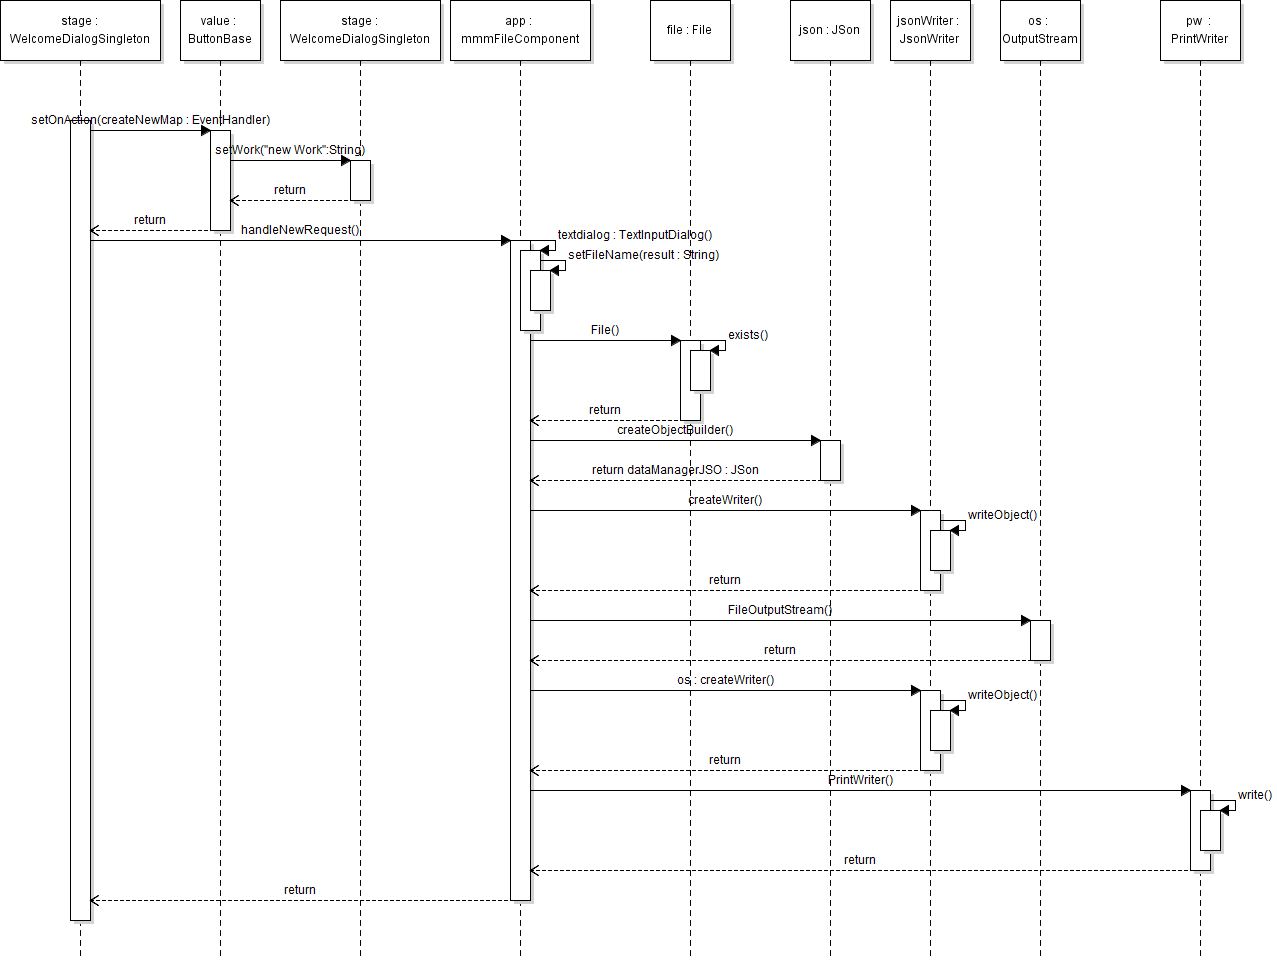 stage :
WelcomeDialogSingleton
value :
ButtonBase
stage :
WelcomeDialogSingleton
app :
mmmFileComponent
file : File
json : JSon
jsonWriter :
JsonWriter
os :
OutputStream
pw :
PrintWriter
setOnAction(createNewMap : EventHandler)
setWork("new Work":String)
return
return
handleNewRequest()
textdialog : TextInputDialog()
setFileName(result : String)
File()
exists()
return
createObjectBuilder()
return dataManagerJSO : JSon
createWriter()
writeObject()
return
FileOutputStream()
return
os : createWriter()
writeObject()
return
PrintWriter()
write()
return
return